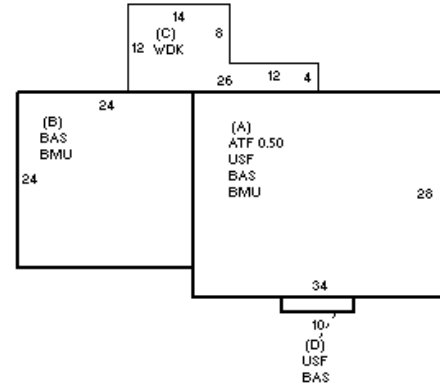 14
(C)
8
12
WDK
26
12
4
24
(B)
BAS
BMU
24
(A)
ATF 0.50
USF
BAS
BMU
28
34
10
(D)
USF
BAS